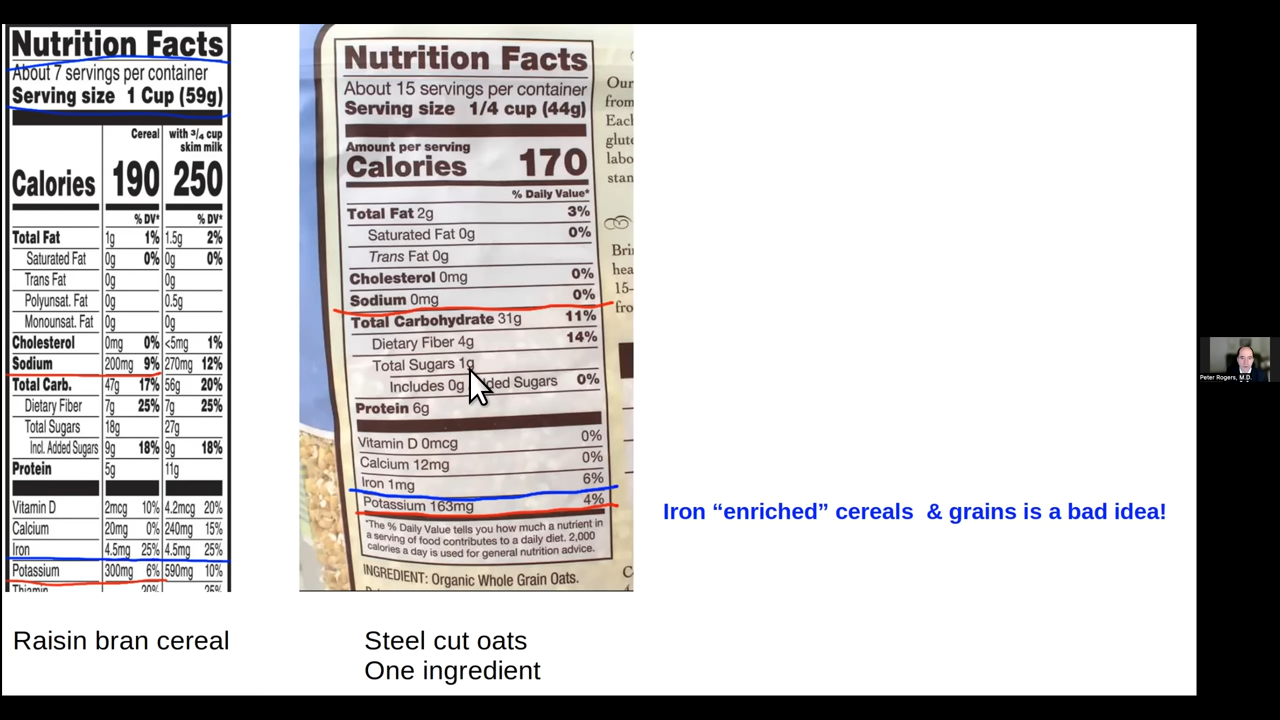 Nutrition Facts
About 7 servings per container
Serving size 1 Cup (59g)
Cereal with 3/4 cup skim milk
Calories 190 250
% DV* % DV*
Total Fat 1g 1% 1.5g 2%
Saturated Fat 0g 0% 0g 0%
Trans Fat 0g 0g
Polyunsat. Fat 0g 0.5g
Monounsat. Fat 0g 0g
Cholesterol 0mg 0% <5mg 1%
Sodium 200mg 9% 270mg 12%
Total Carb. 47g 17% 56g 20%
Dietary Fiber 7g 25% 7g 25%
Total Sugars 18g 27g
Incl. Added Sugars 9g 18% 9g 18%
Protein 5g 11g
Vitamin D 2mcg 10% 4.2mcg 20%
Calcium 20mg 0% 240mg 15%
Iron 4.5mg 25% 4.5mg 25%
Potassium 300mg 6% 590mg 10%
Thiamin 20% 25%
Raisin bran cereal
Nutrition Facts
About 15 servings per container
Serving size 1/4 cup (44g)
Amount per serving
Calories 170
% Daily Value*
Total Fat 2g 3%
Saturated Fat 0g 0%
Trans Fat 0g
Cholesterol 0mg 0%
Sodium 0mg 0%
Total Carbohydrate 31g 11%
Dietary Fiber 4g 14%
Total Sugars 1g
Includes 0g Added Sugars 0%
Protein 6g
Vitamin D 0mcg 0%
Calcium 12mg 0%
Iron 1mg 6%
Potassium 163mg 4%
*The % Daily Value tells you how much a nutrient in
a serving of food contributes to a daily diet. 2,000
calories a day is used for general nutrition advice.
INGREDIENT: Organic Whole Grain Oats.
Our
from
Each
Steel cut oats
One ingredient
Iron “enriched” cereals & grains is a bad idea!
Peter Rogers, M.D.